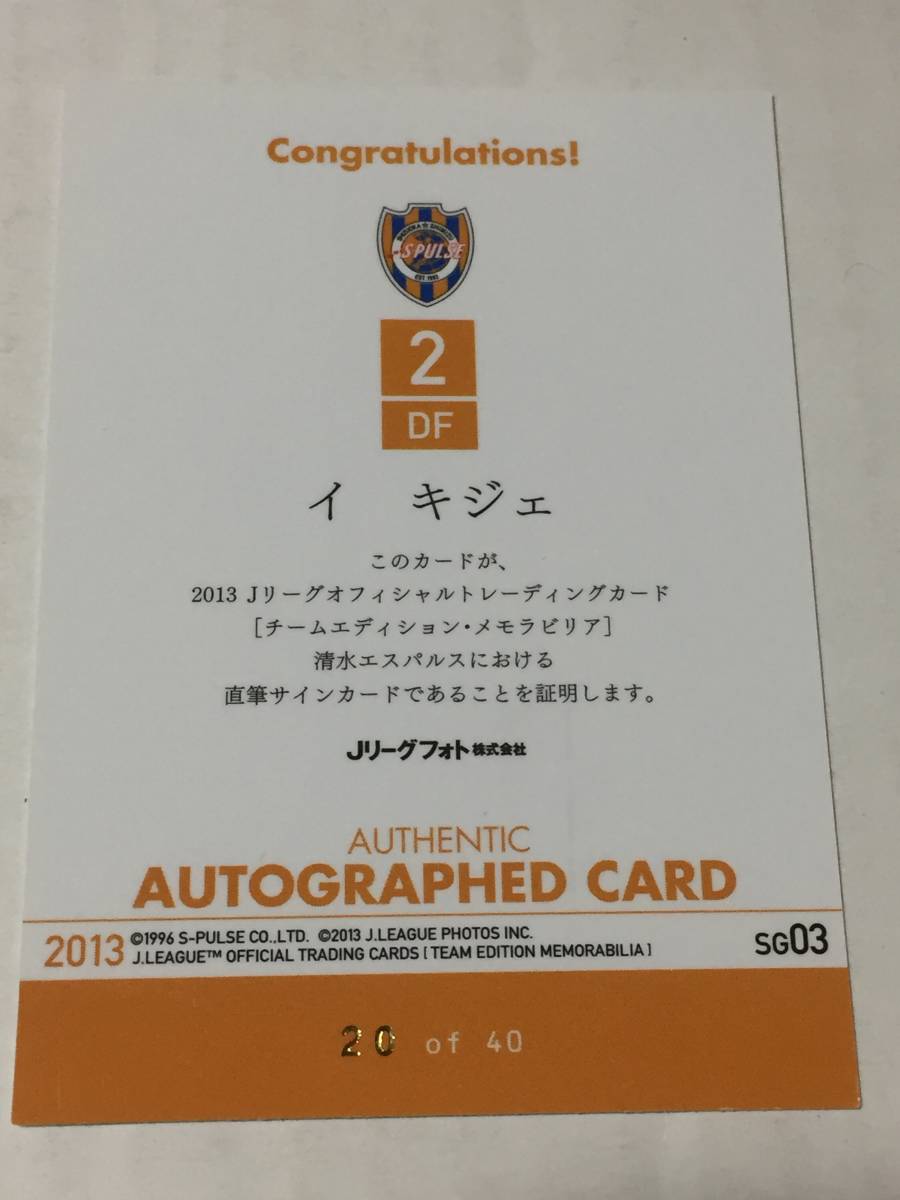 Congratulations!
S-PULSE
2
DF
イ キジェ
このカードが、
2013 Jリーグオフィシャルトレーディングカード
[チームエディション・メモラビリア]
清水エスパルスにおける
直筆サインカードであることを証明します。
Jリーグフォト株式会社
AUTHENTIC
AUTOGRAPHED CARD
2013 ©1996 S-PULSE CO.,LTD. ©2013 J.LEAGUE PHOTOS INC.
J.LEAGUE™ OFFICIAL TRADING CARDS [TEAM EDITION MEMORABILIA]
SG03
20 of 40